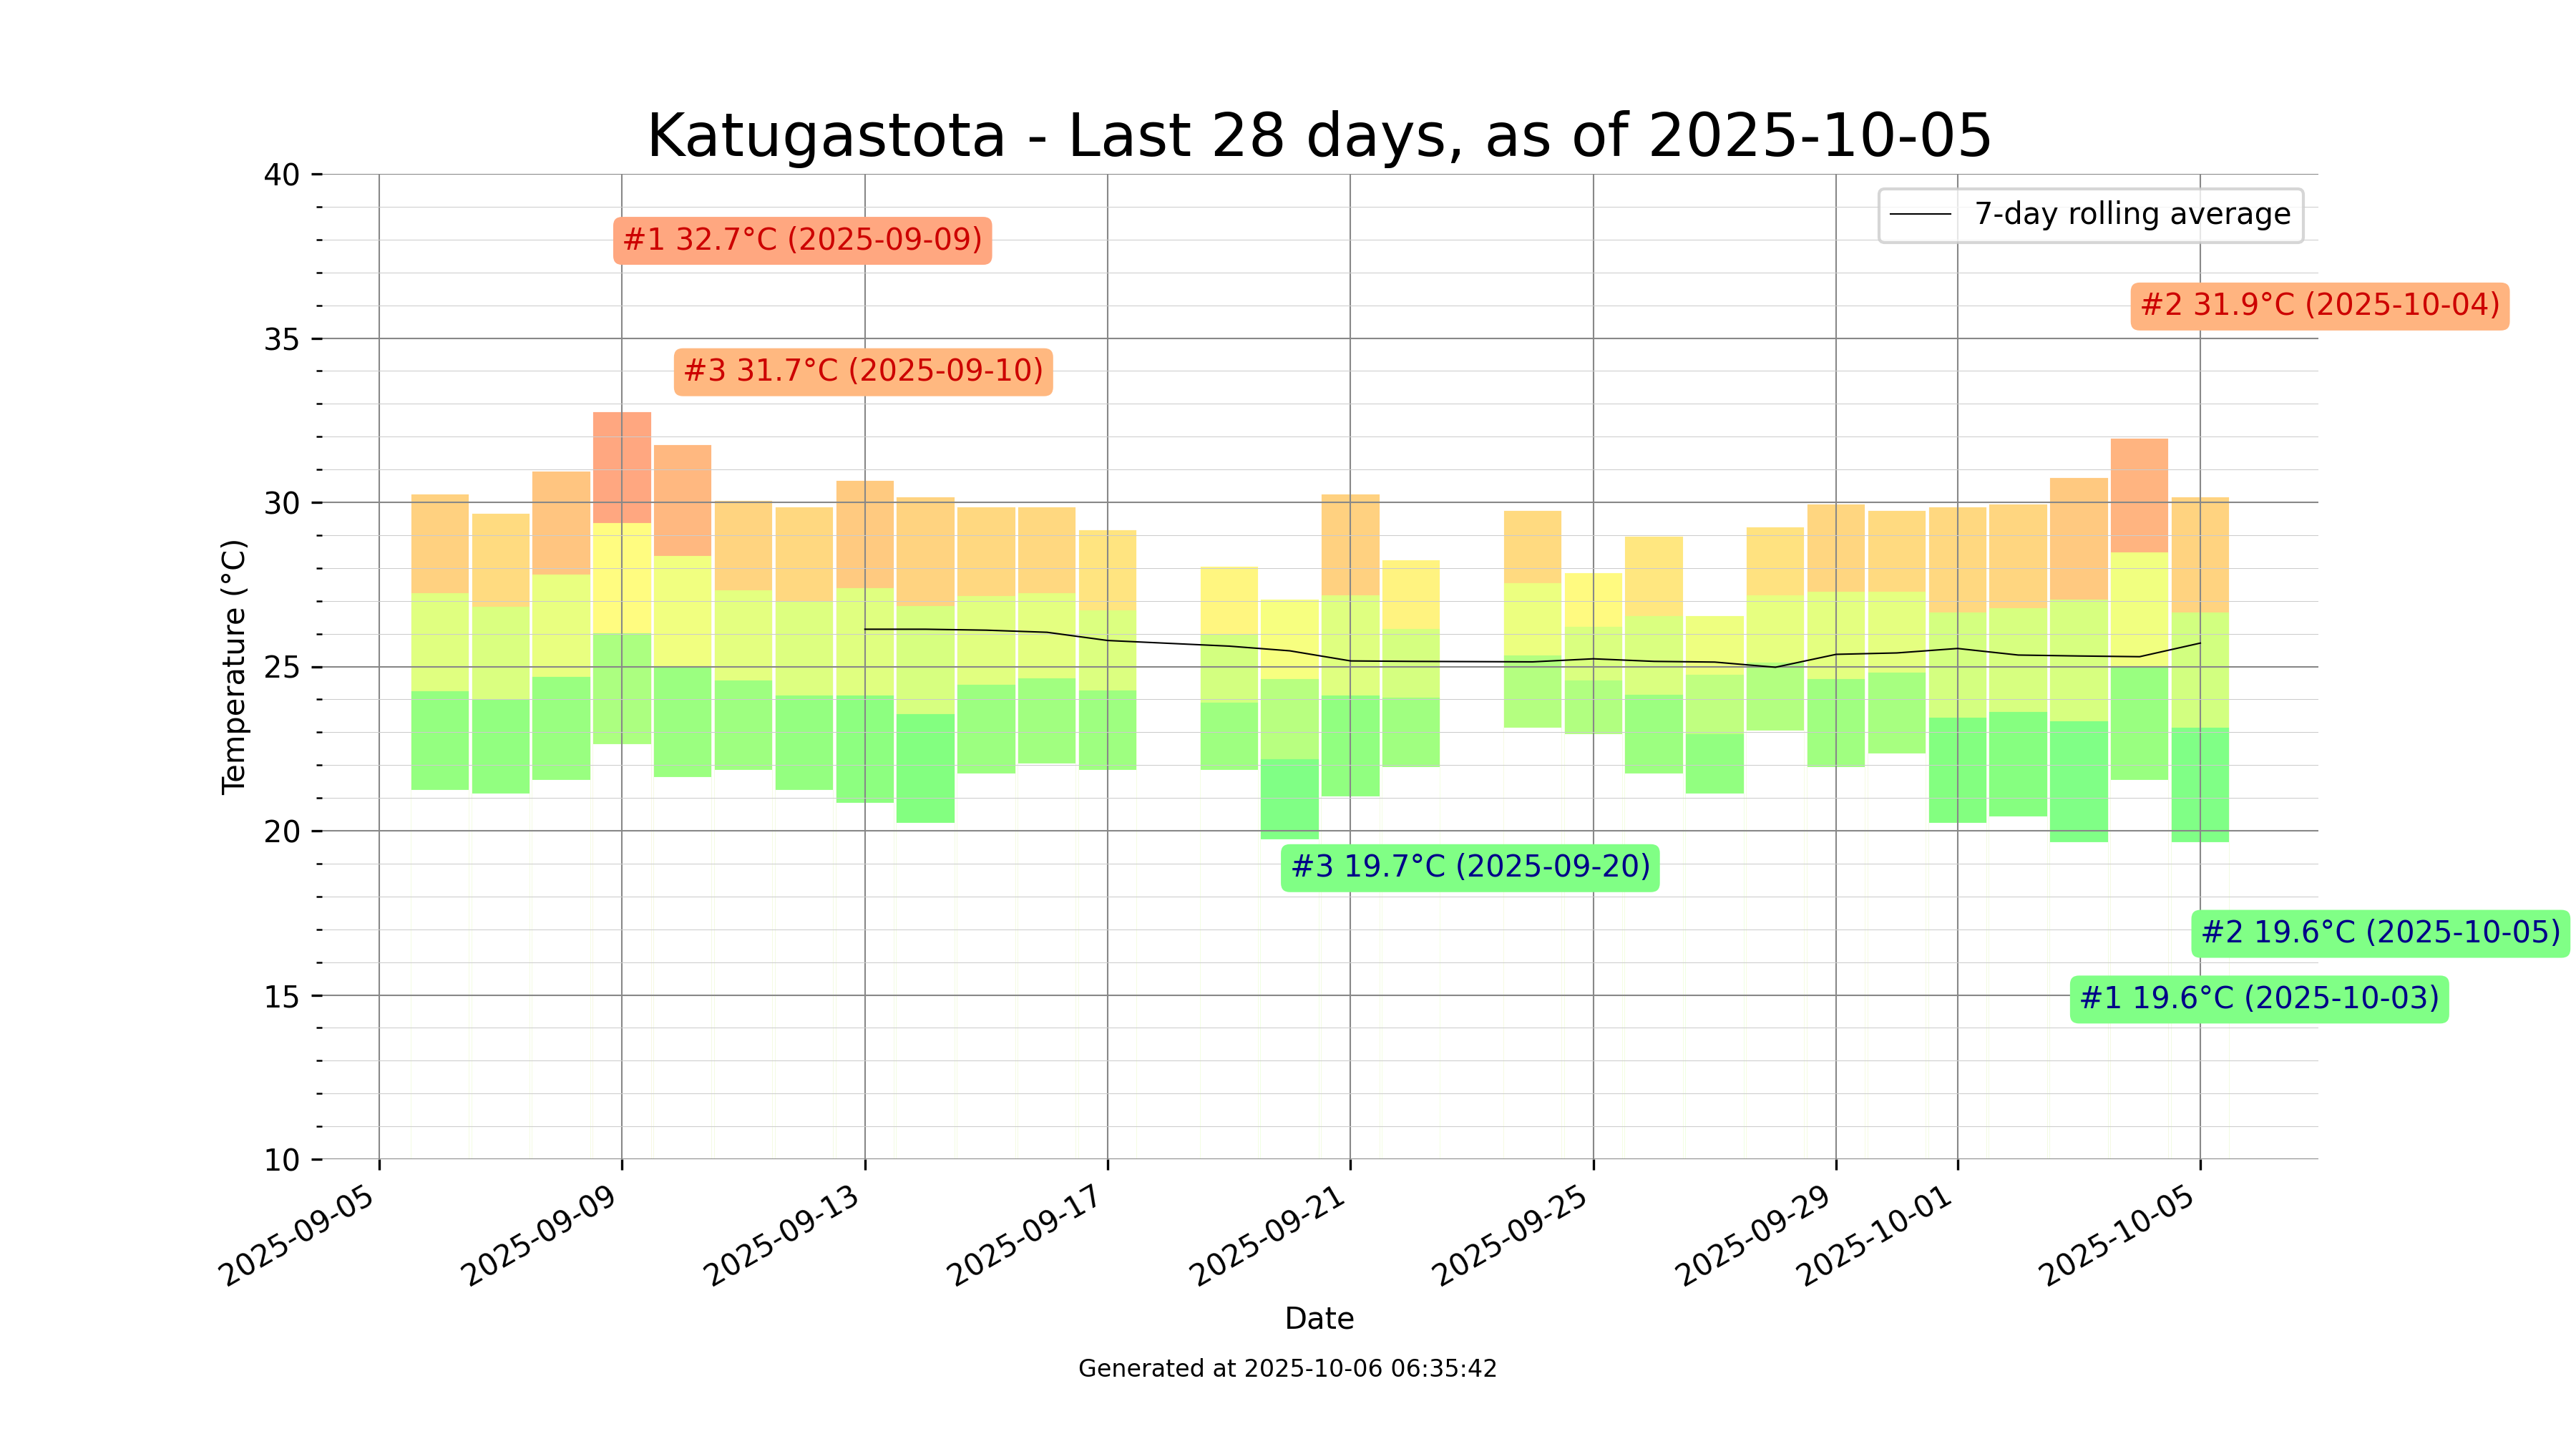 Katugastota - Last 28 days, as of 2025-10-05
40
35
30
25
20
15
10
Temperature (°C)
7-day rolling average
#1 32.7°C (2025-09-09)
#2 31.9°C (2025-10-04)
#3 31.7°C (2025-09-10)
#3 19.7°C (2025-09-20)
#2 19.6°C (2025-10-05)
#1 19.6°C (2025-10-03)
2025-09-05
2025-09-09
2025-09-13
2025-09-17
2025-09-21
2025-09-25
2025-09-29
2025-10-01
2025-10-05
Date
Generated at 2025-10-06 06:35:42